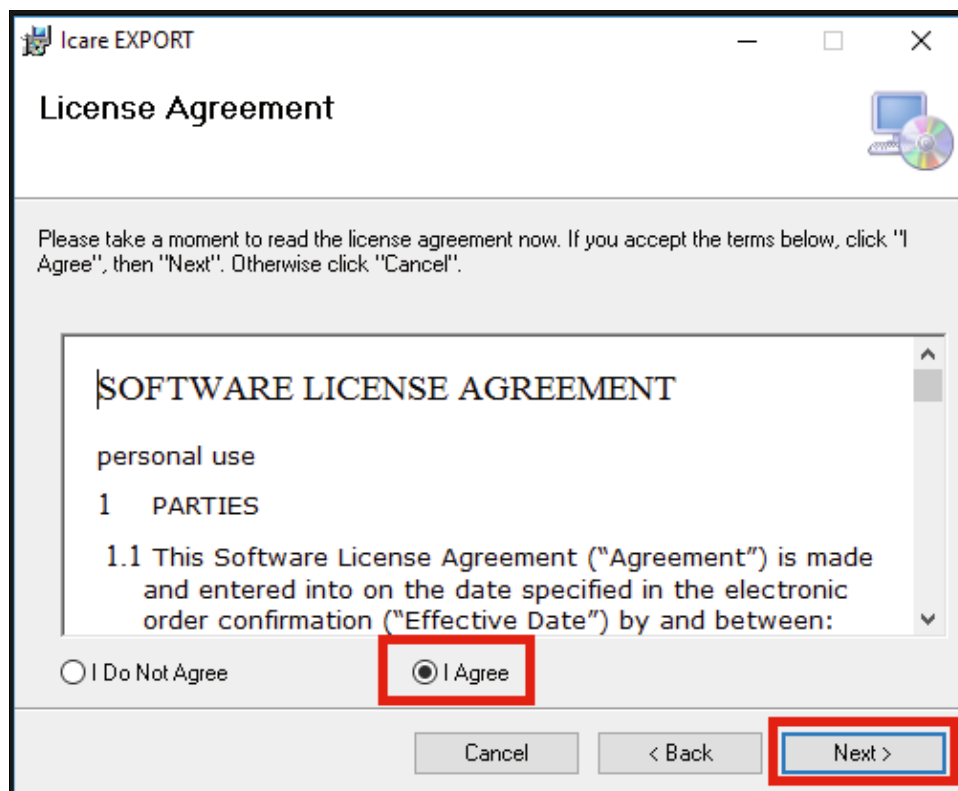 Icare EXPORT
License Agreement
Please take a moment to read the license agreement now. If you accept the terms below, click "I
Agree", then "Next". Otherwise click "Cancel".
SOFTWARE LICENSE AGREEMENT
personal use
1 PARTIES
1.1 This Software License Agreement (“Agreement”) is made
and entered into on the date specified in the electronic
order confirmation (“Effective Date”) by and between:
I Do Not Agree I Agree
Cancel < Back Next >